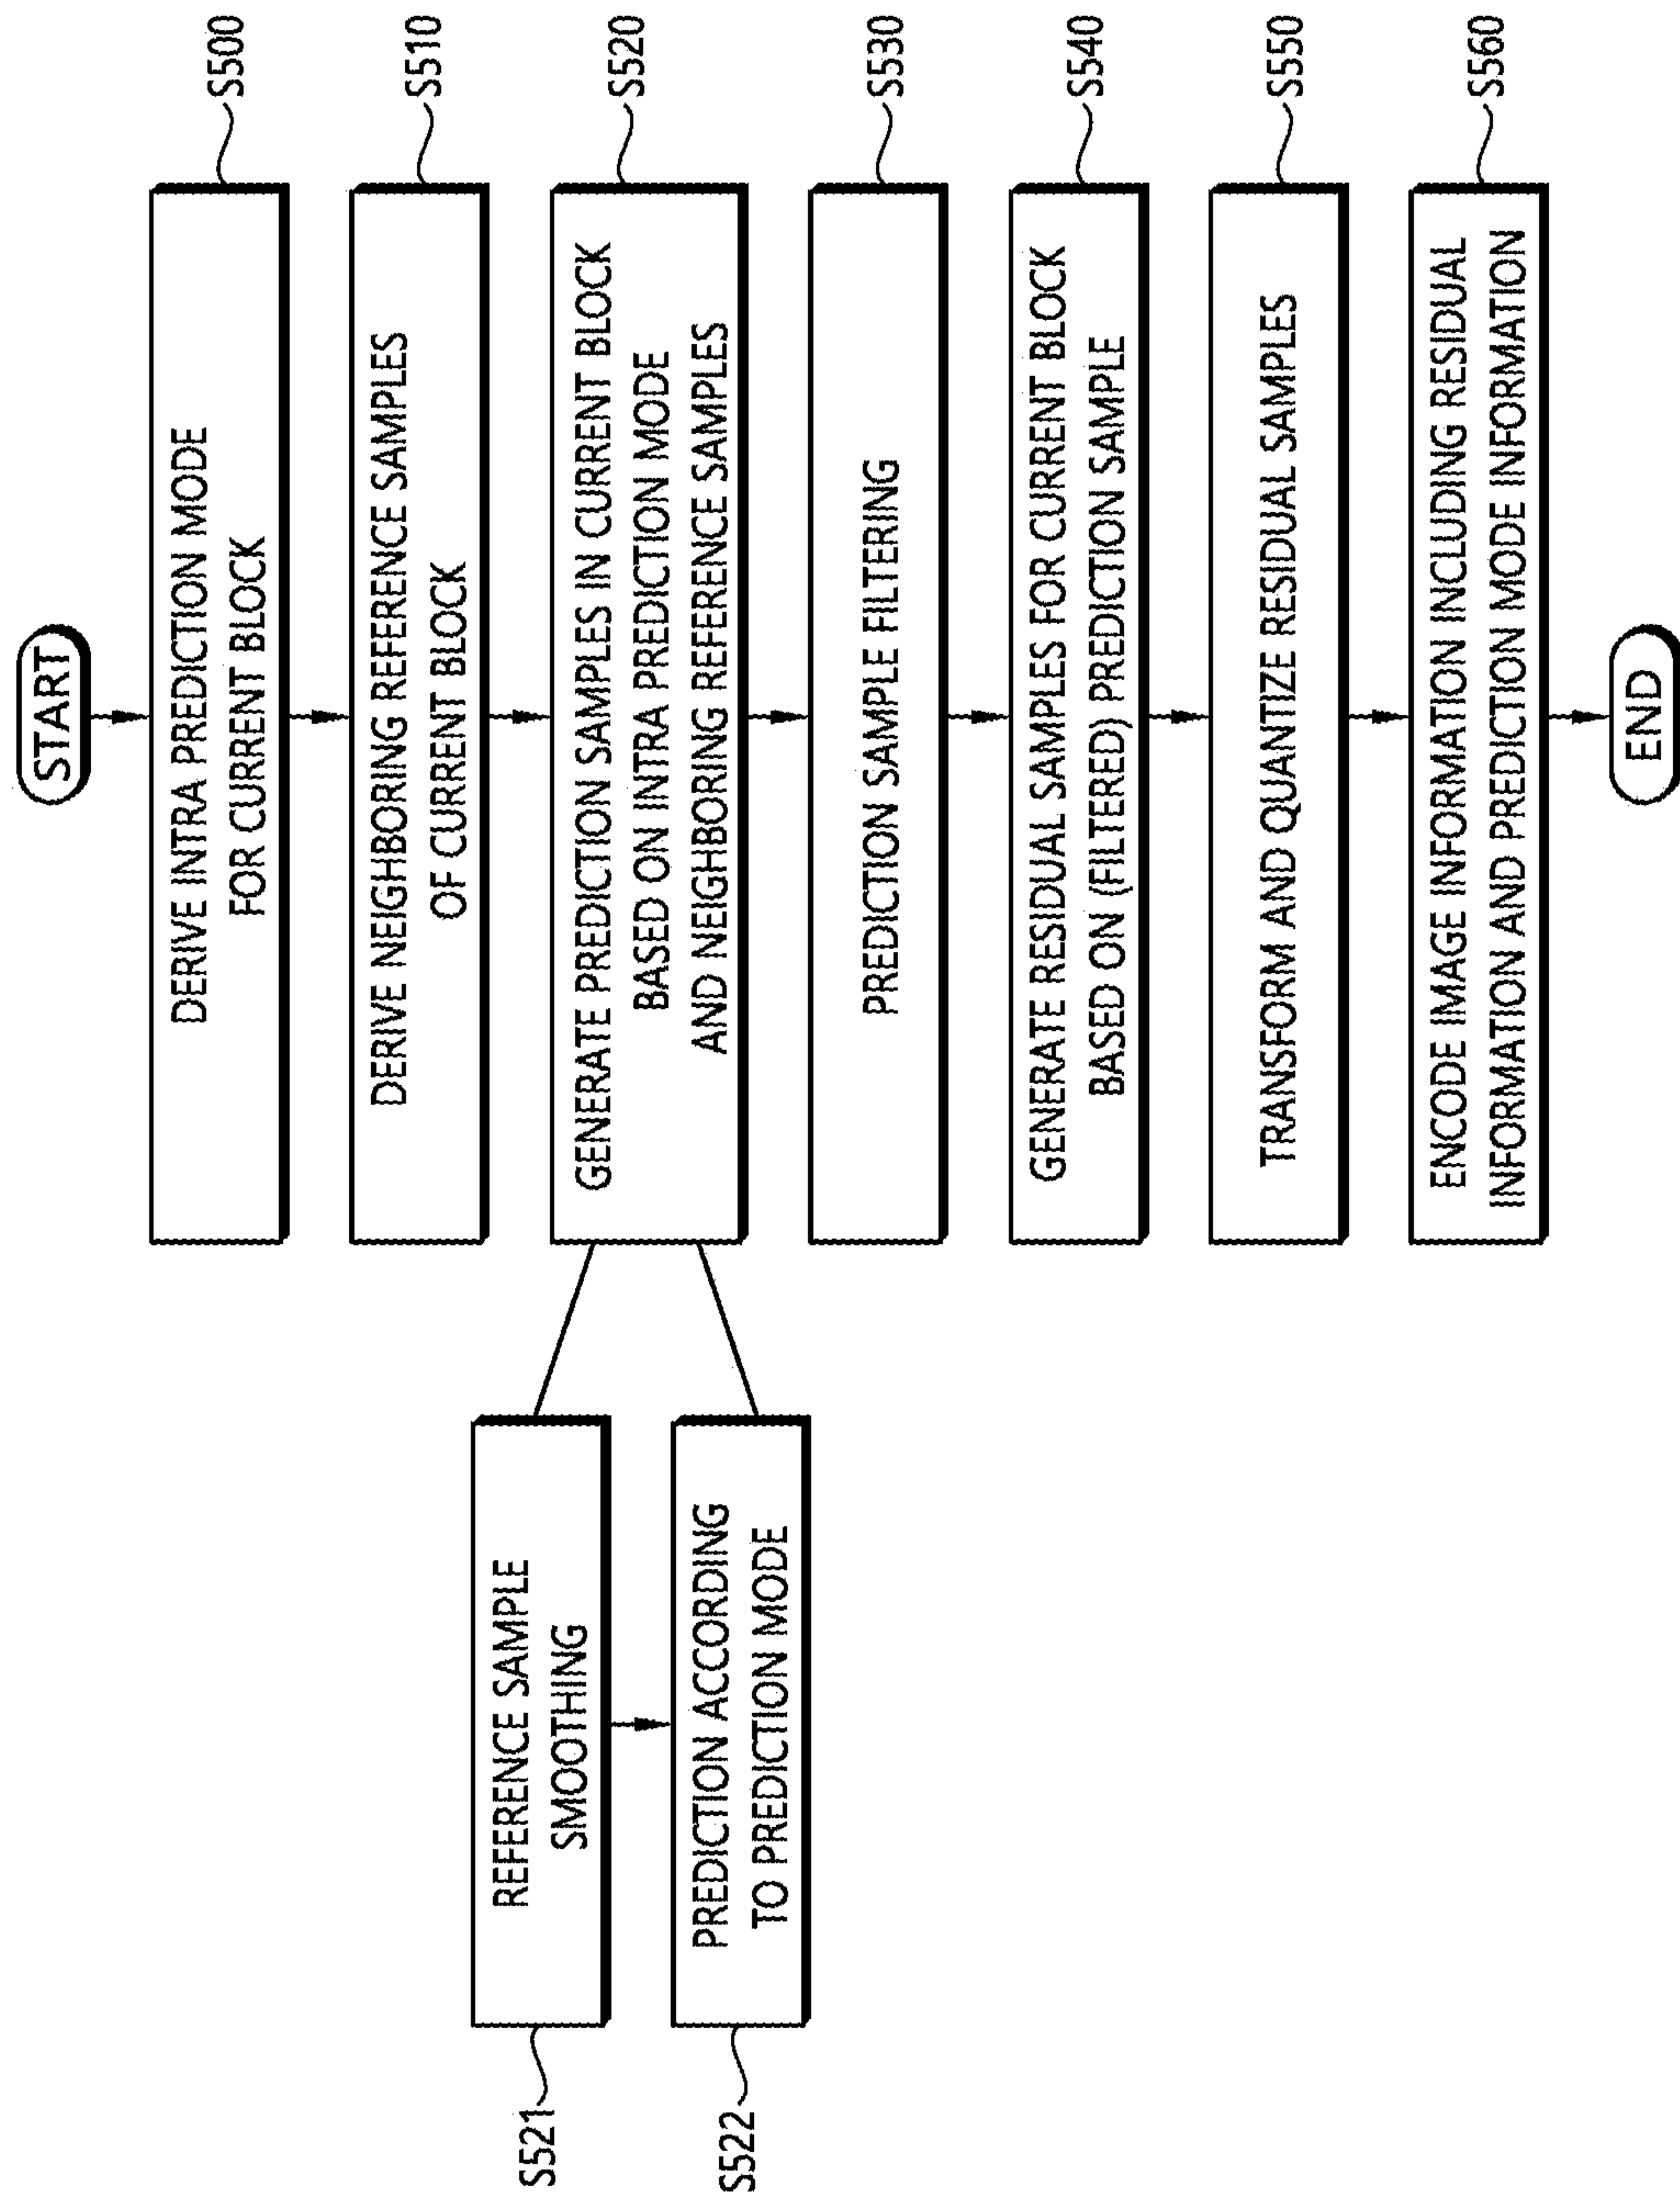 START
DERIVE INTRA PREDICTION MODE
FOR CURRENT BLOCK
S500
DERIVE NEIGHBORING REFERENCE SAMPLES
OF CURRENT BLOCK
S510
GENERATE PREDICTION SAMPLES IN CURRENT BLOCK
BASED ON INTRA PREDICTION MODE
AND NEIGHBORING REFERENCE SAMPLES
S520
S521
REFERENCE SAMPLE
SMOOTHING
S522
PREDICTION ACCORDING
TO PREDICTION MODE
PREDICTION SAMPLE FILTERING
S530
GENERATE RESIDUAL SAMPLES FOR CURRENT BLOCK
BASED ON (FILTERED) PREDICTION SAMPLE
S540
TRANSFORM AND QUANTIZE RESIDUAL SAMPLES
S550
ENCODE IMAGE INFORMATION INCLUDING RESIDUAL
INFORMATION AND PREDICTION MODE INFORMATION
S560
END